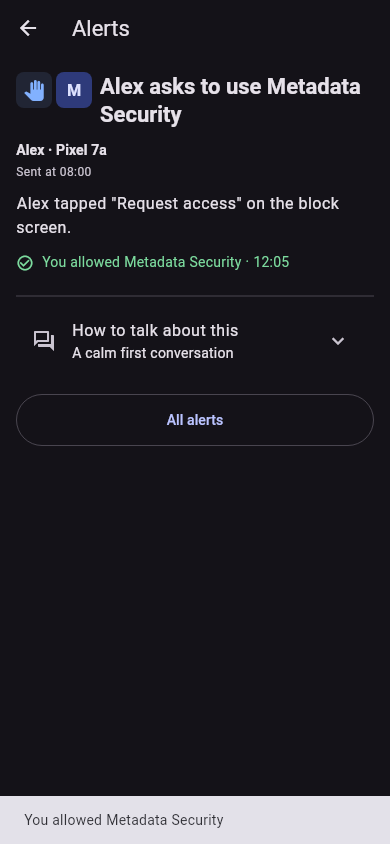 Alerts
M
Alex asks to use Metadata
Security
Alex · Pixel 7a
Sent at 08:00
Alex tapped "Request access" on the block
screen.
You allowed Metadata Security · 12:05
How to talk about this
A calm first conversation
All alerts
You allowed Metadata Security